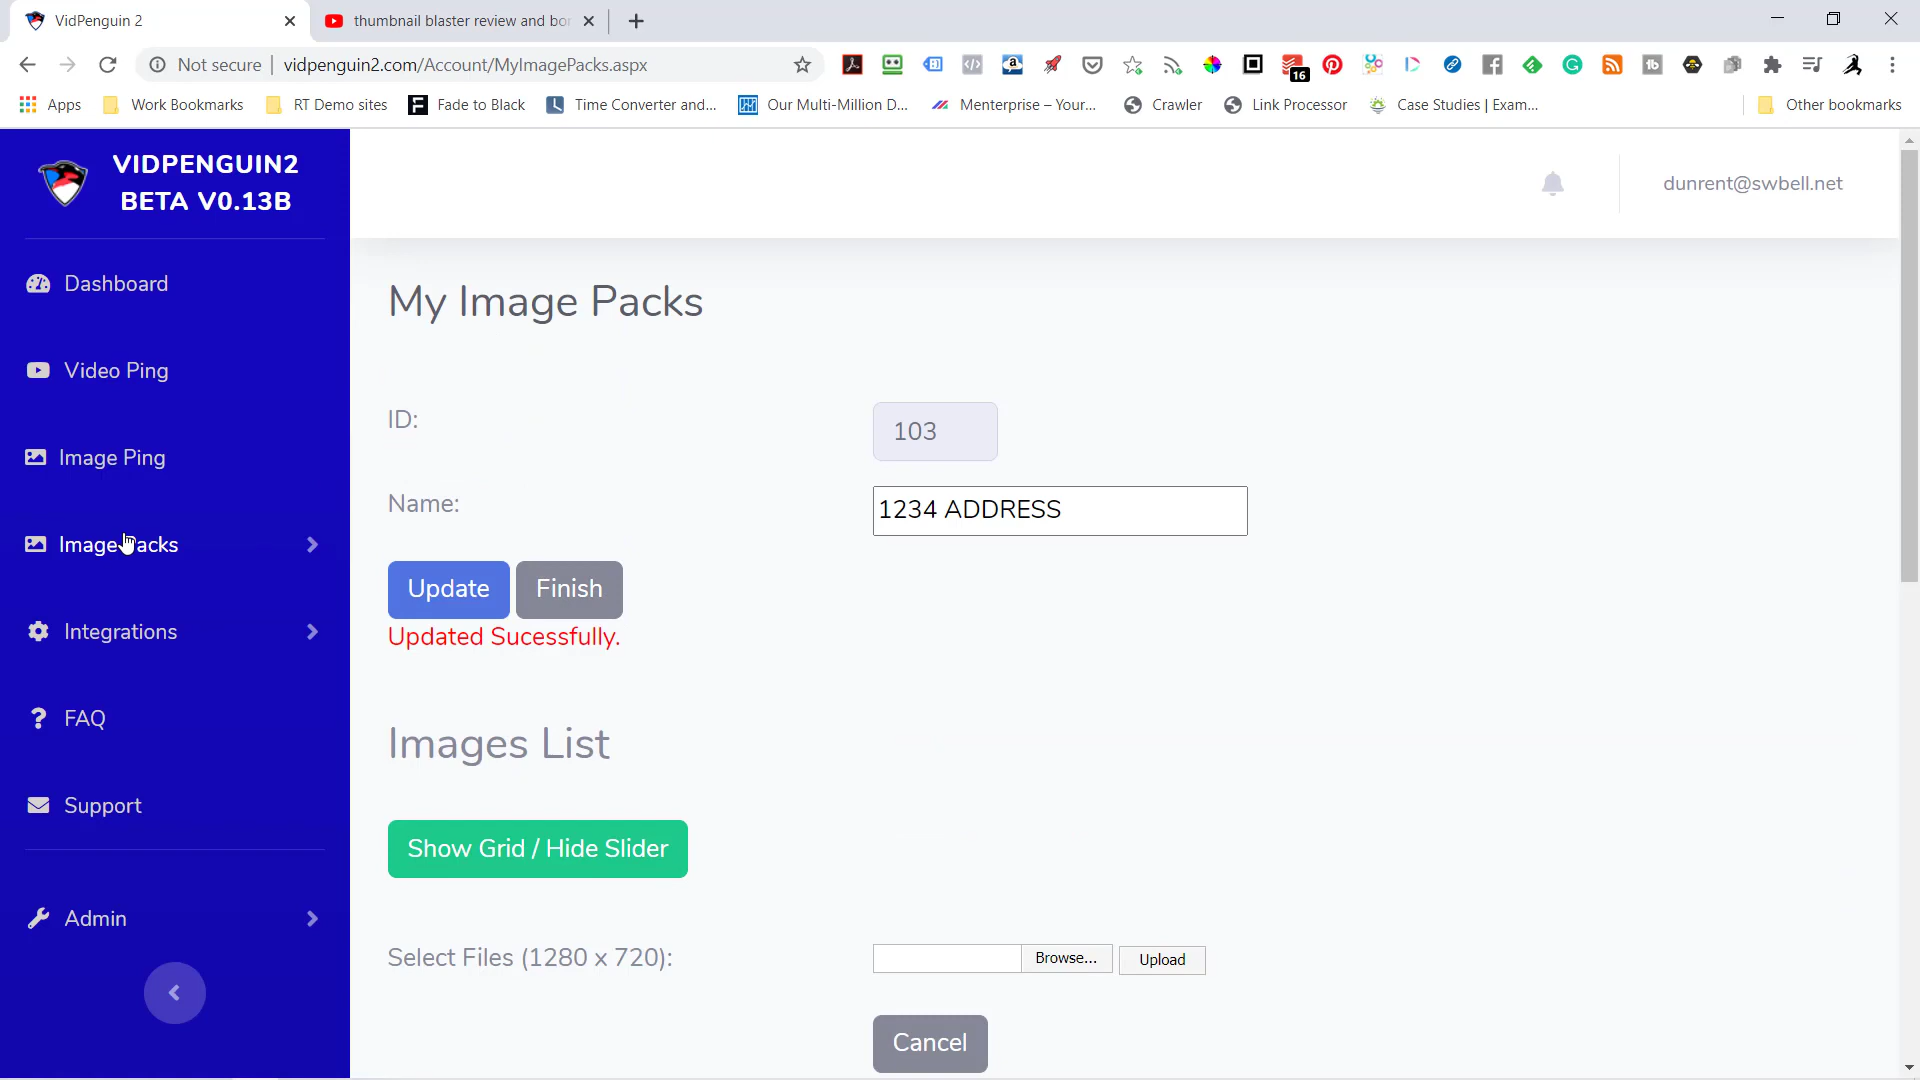 VidPenguin 2
thumbnail blaster review and bon
Not secure
vidpenguin2.com/Account/MyImagePacks.aspx
16
Apps
Work Bookmarks
RT Demo sites
Fade to Black
Time Converter and...
Our Multi-Million D...
Menterprise – Your...
Crawler
Link Processor
Case Studies | Exam...
Other bookmarks
VIDPENGUIN2
BETA V0.13B
dunrent@swbell.net
Dashboard
Video Ping
Image Ping
Image Packs
Integrations
FAQ
Support
Admin
My Image Packs
ID:
103
Name:
1234 ADDRESS
Update
Finish
Updated Sucessfully.
Images List
Show Grid / Hide Slider
Select Files (1280 x 720):
Browse...
Upload
Cancel